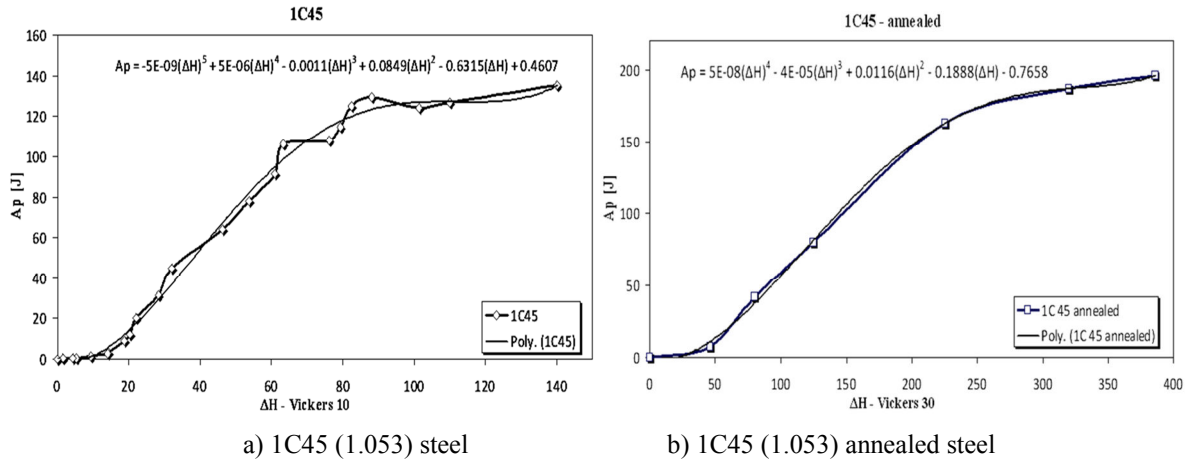 1C45
Ap = -5E-09(ΔH)⁵ + 5E-06(ΔH)⁴ - 0.0011(ΔH)³ + 0.0849(ΔH)² - 0.6315(ΔH) + 0.4607
160
140
120
100
80
60
40
20
0
Ap [J]
0 20 40 60 80 100 120 140
ΔH - Vickers 10
1C45
Poly. (1C45)
a) 1C45 (1.053) steel
1C45 - annealed
Ap = 5E-08(ΔH)⁴ - 4E-05(ΔH)³ + 0.0116(ΔH)² - 0.1888(ΔH) - 0.7658
200
150
100
50
0
Ap [J]
0 50 100 150 200 250 300 350 400
ΔH - Vickers 30
1C45 annealed
Poly. (1C45 annealed)
b) 1C45 (1.053) annealed steel